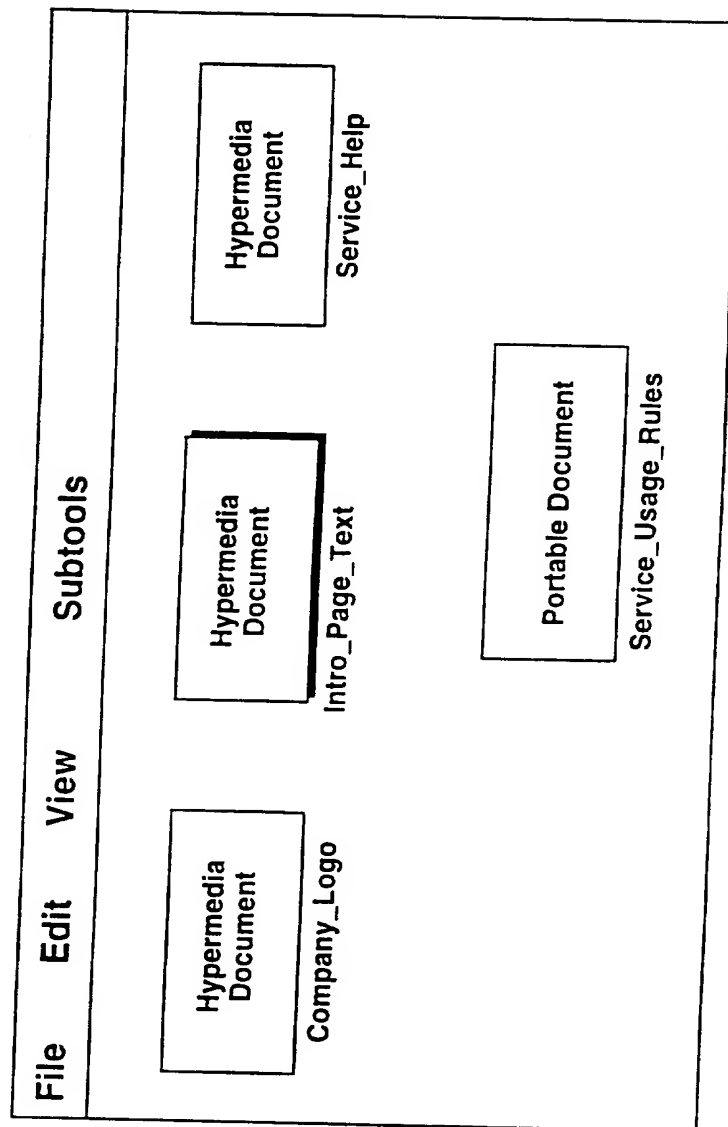 File Edit View Subtools
Hypermedia
Document
Company_Logo
Hypermedia
Document
Intro_Page_Text
Hypermedia
Document
Service_Help
Portable Document
Service_Usage_Rules